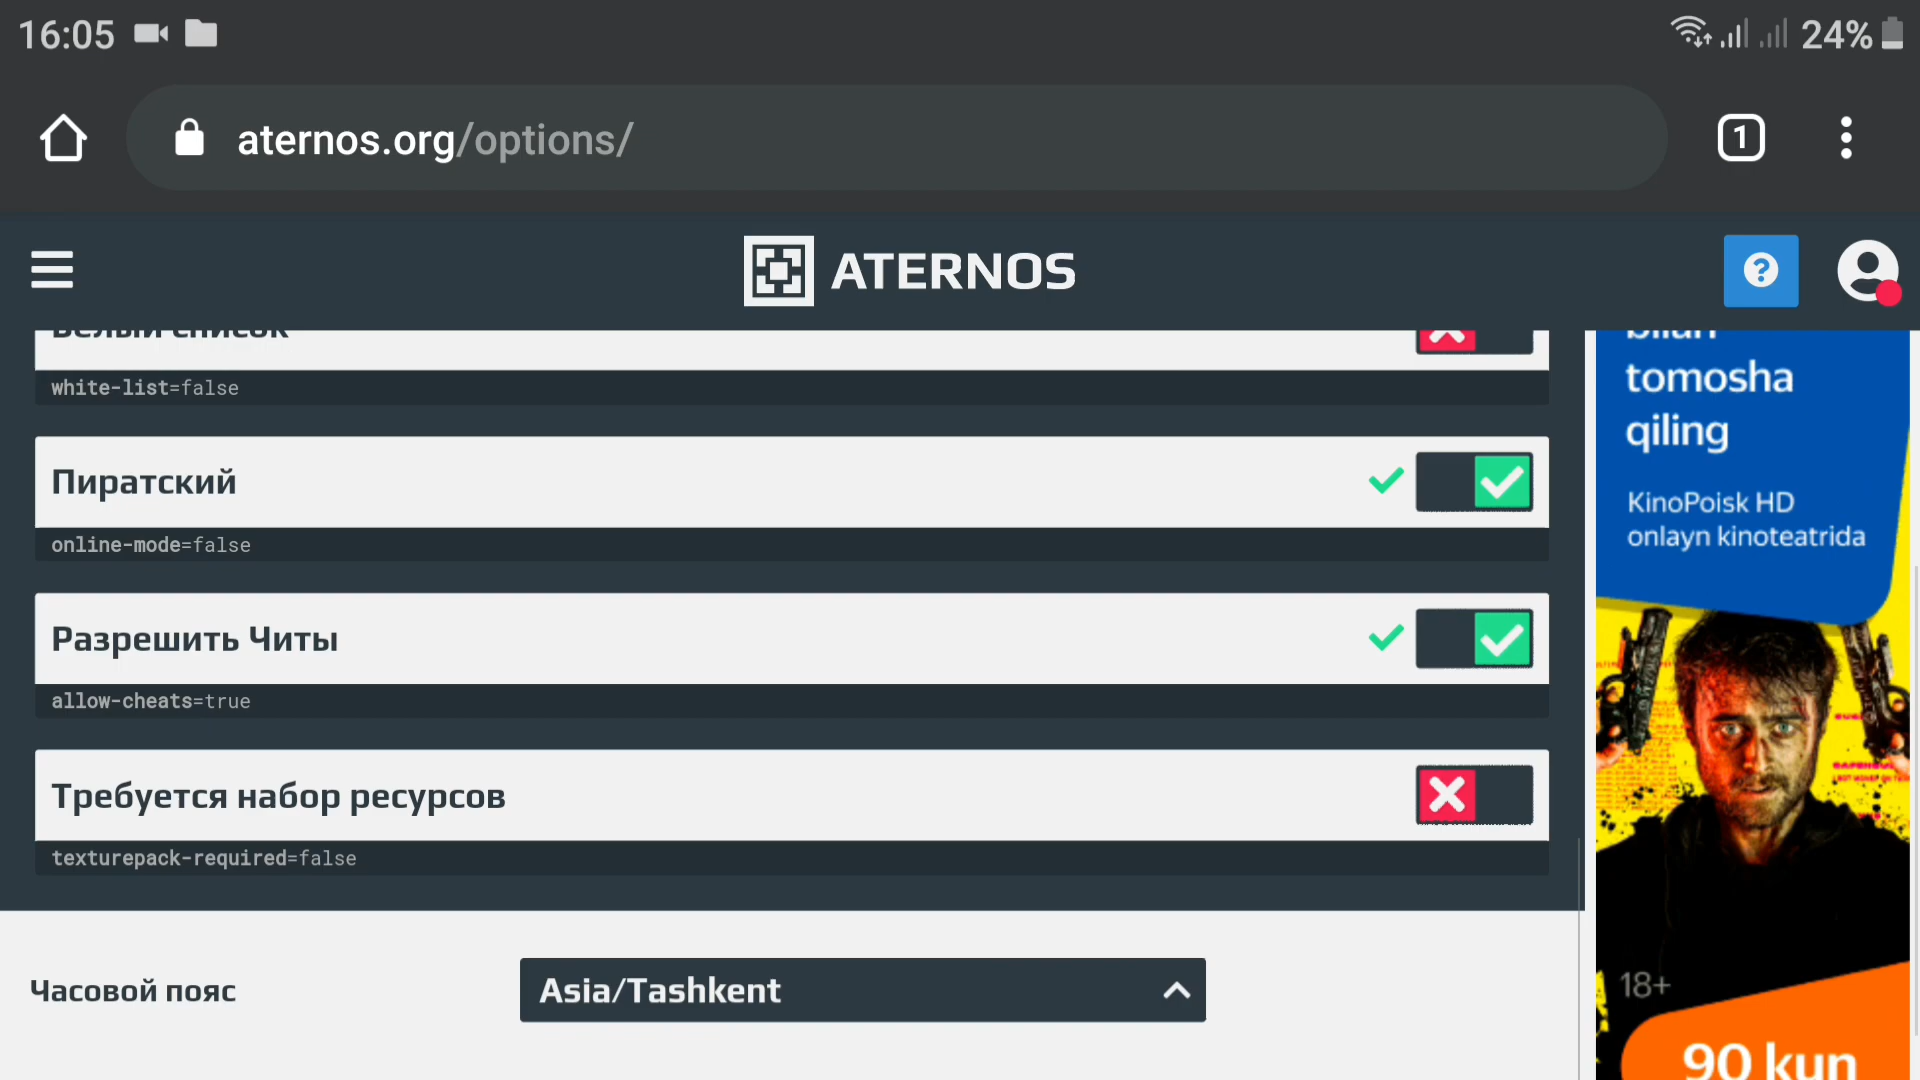 16:05
24%
aternos.org/options/
1
ATERNOS
?
Белый список
white-list=false
Пиратский
online-mode=false
Разрешить Читы
allow-cheats=true
Требуется набор ресурсов
texturepack-required=false
Часовой пояс
Asia/Tashkent
bilan
tomosha
qiling
KinoPoisk HD
onlayn kinoteatrida
18+
90 kun